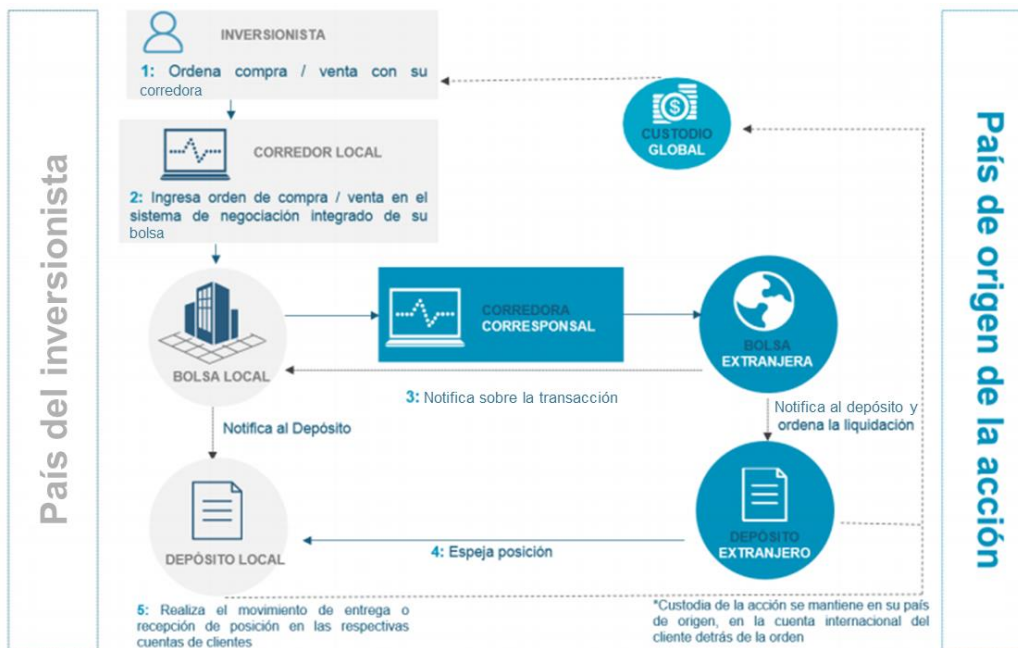 País del inversionista
INVERSIONISTA
1: Ordena compra / venta con su
corredora
CORREDOR LOCAL
2: Ingresa orden de compra / venta en el
sistema de negociación integrado de su
bolsa
CUSTODIO
GLOBAL
BOLSA LOCAL
CORREDORA
CORRESPONSAL
BOLSA
EXTRANJERA
3: Notifica sobre la transacción
Notifica al Depósito
Notifica al depósito y
ordena la liquidación
DEPÓSITO LOCAL
4: Espeja posición
DEPÓSITO
EXTRANJERO
5: Realiza el movimiento de entrega o
recepción de posición en las respectivas
cuentas de clientes
*Custodia de la acción se mantiene en su país
de origen, en la cuenta internacional del
cliente detrás de la orden
País de origen de la acción